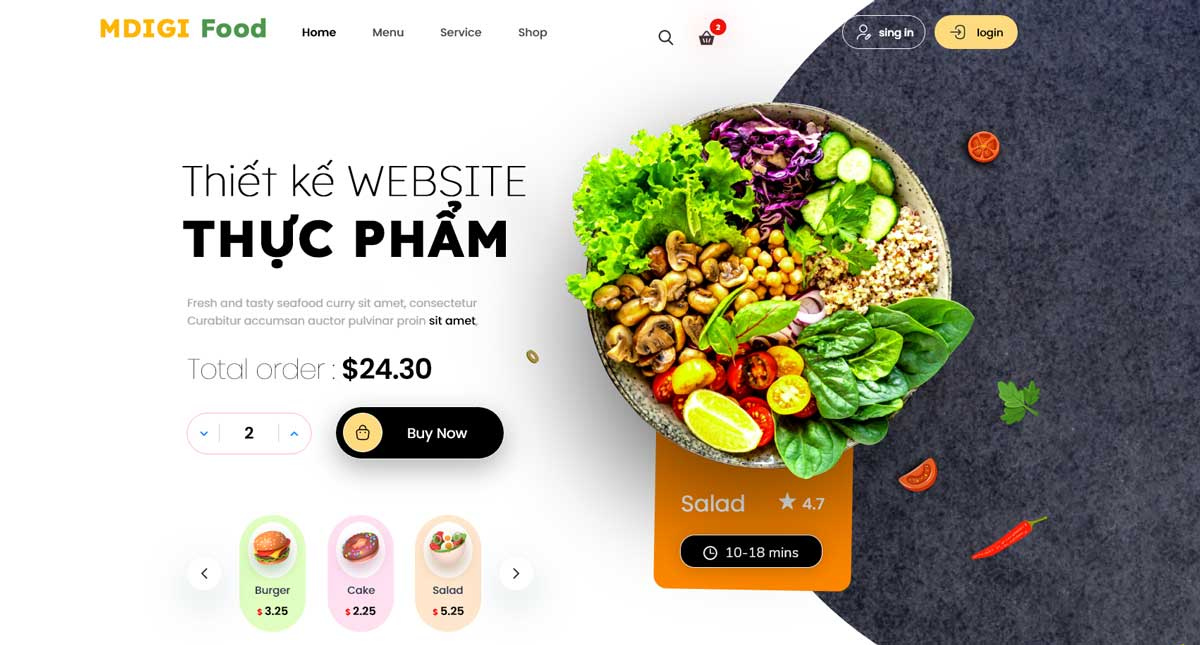 MDIGI Food
Home
Menu
Service
Shop
2
sing in
login
Thiết kế WEBSITE
THỰC PHẨM
Fresh and tasty seafood curry sit amet, consectetur
Curabitur accumsan auctor pulvinar proin sit amet,
Total order : $24.30
2
Buy Now
Salad
4.7
10-18 mins
Burger
$ 3.25
Cake
$ 2.25
Salad
$ 5.25